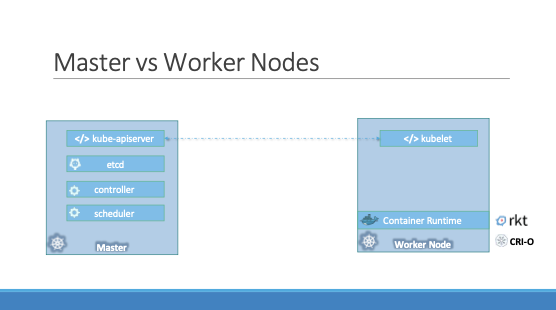 Master vs Worker Nodes
</> kube-apiserver
etcd
controller
scheduler
Master
</> kubelet
Container Runtime
Worker Node
rkt
CRI-O